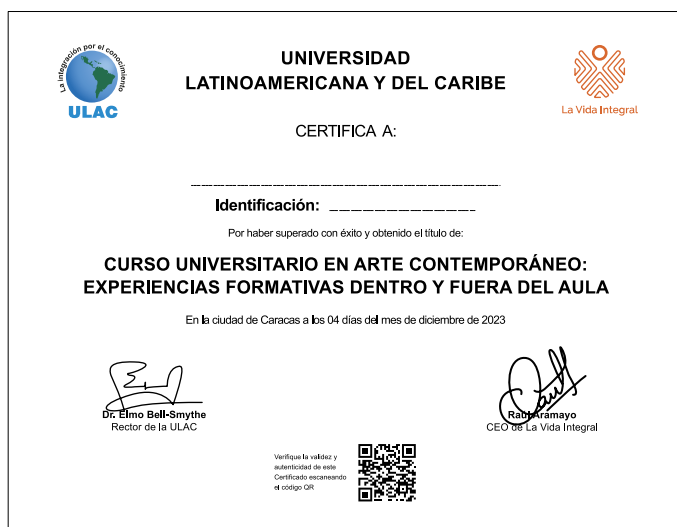 La integración por el conocimiento
ULAC
UNIVERSIDAD
LATINOAMERICANA Y DEL CARIBE
La Vida Integral
CERTIFICA A:
Identificación:
Por haber superado con éxito y obtenido el título de:
CURSO UNIVERSITARIO EN ARTE CONTEMPORÁNEO:
EXPERIENCIAS FORMATIVAS DENTRO Y FUERA DEL AULA
En la ciudad de Caracas a los 04 días del mes de diciembre de 2023
Dr. Elmo Bell-Smythe
Rector de la ULAC
Raúl Aramayo
CEO de La Vida Integral
Verifique la validez y
autenticidad de este
Certificado escaneando
el código QR